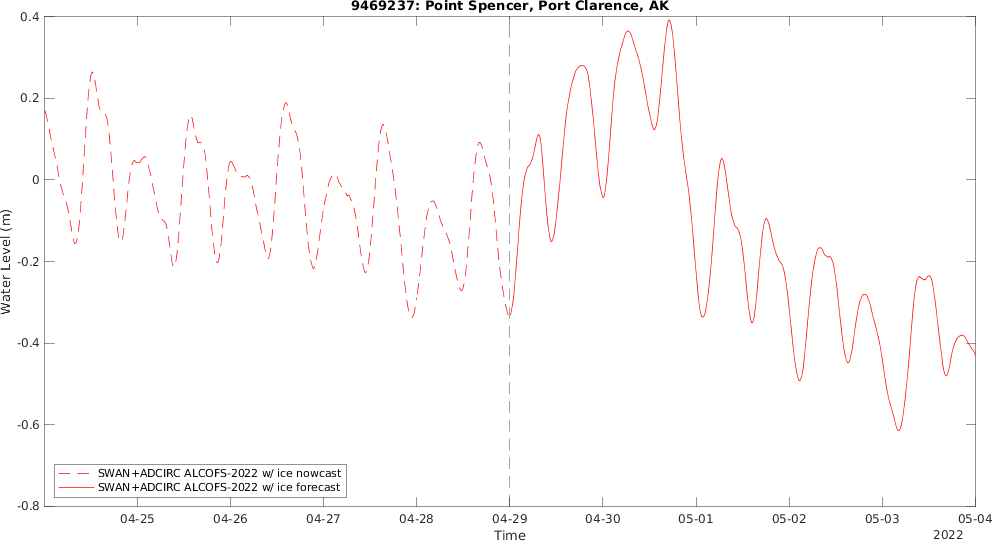 9469237: Point Spencer, Port Clarence, AK
0.4
0.2
0
-0.2
-0.4
-0.6
-0.8
Water Level (m)
SWAN+ADCIRC ALCOFS-2022 w/ ice nowcast
SWAN+ADCIRC ALCOFS-2022 w/ ice forecast
04-25 04-26 04-27 04-28 04-29 04-30 05-01 05-02 05-03 05-04
Time
2022